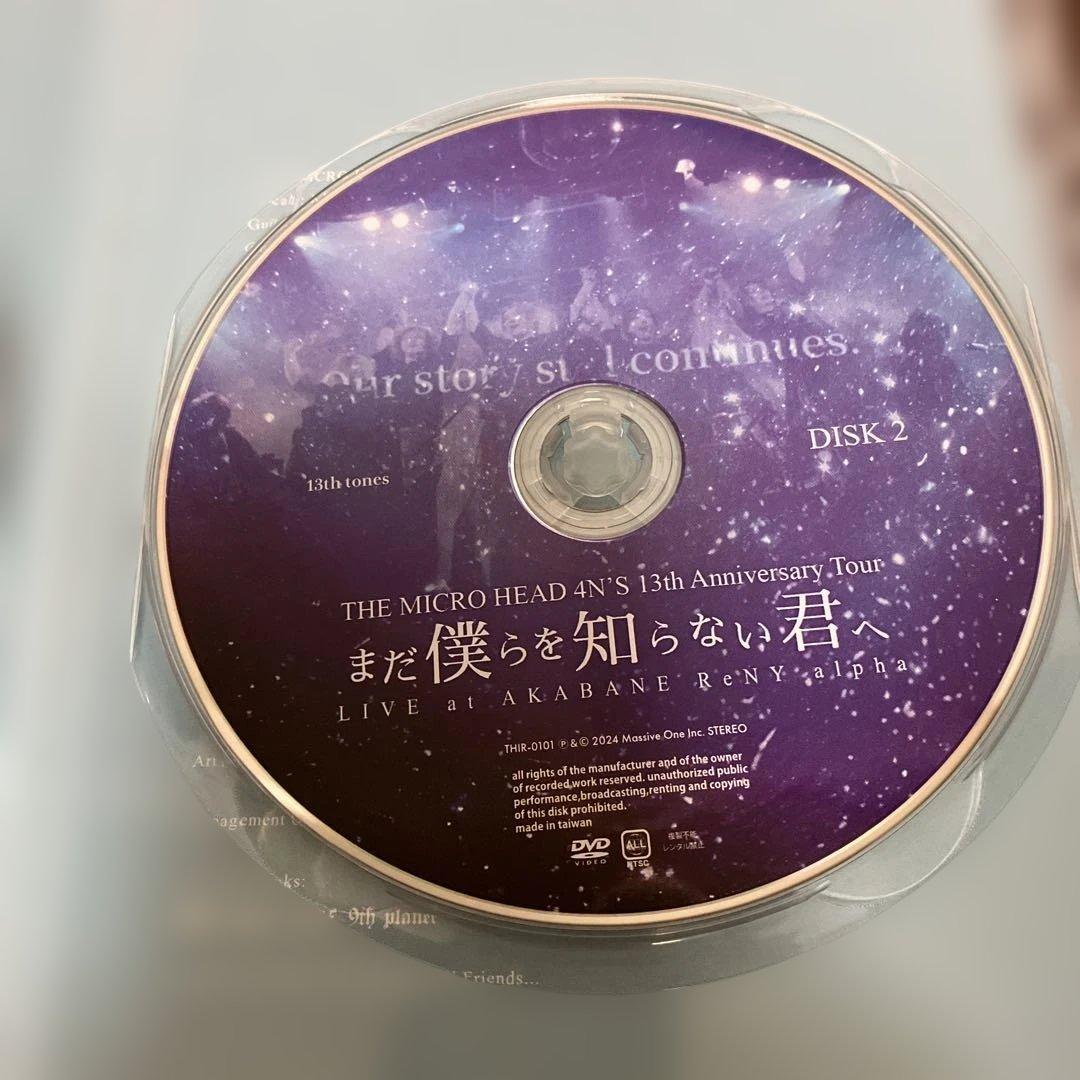 our story still continues.
DISK 2
13th tones
THE MICRO HEAD 4N'S 13th Anniversary Tour
まだ僕らを知らない君へ
LIVE at AKABANE ReNY alpha
THIR-0101 Ⓟ&© 2024 Massive One Inc. STEREO
all rights of the manufacturer and of the owner
of recorded work reserved. unauthorized public
performance,broadcasting,renting and copying
of this disk prohibited.
made in taiwan
DVD VIDEO
ALL
NTSC
複製不能
レンタル禁止
9th planet
Friends...